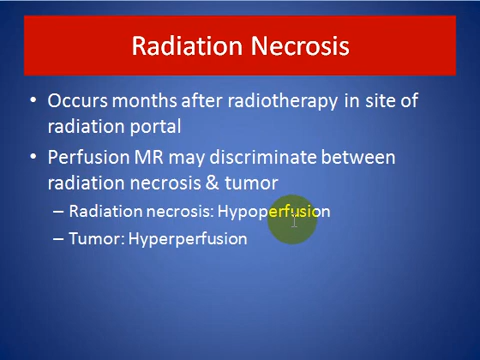 Radiation Necrosis
• Occurs months after radiotherapy in site of
radiation portal
• Perfusion MR may discriminate between
radiation necrosis & tumor
– Radiation necrosis: Hypoperfusion
– Tumor: Hyperperfusion